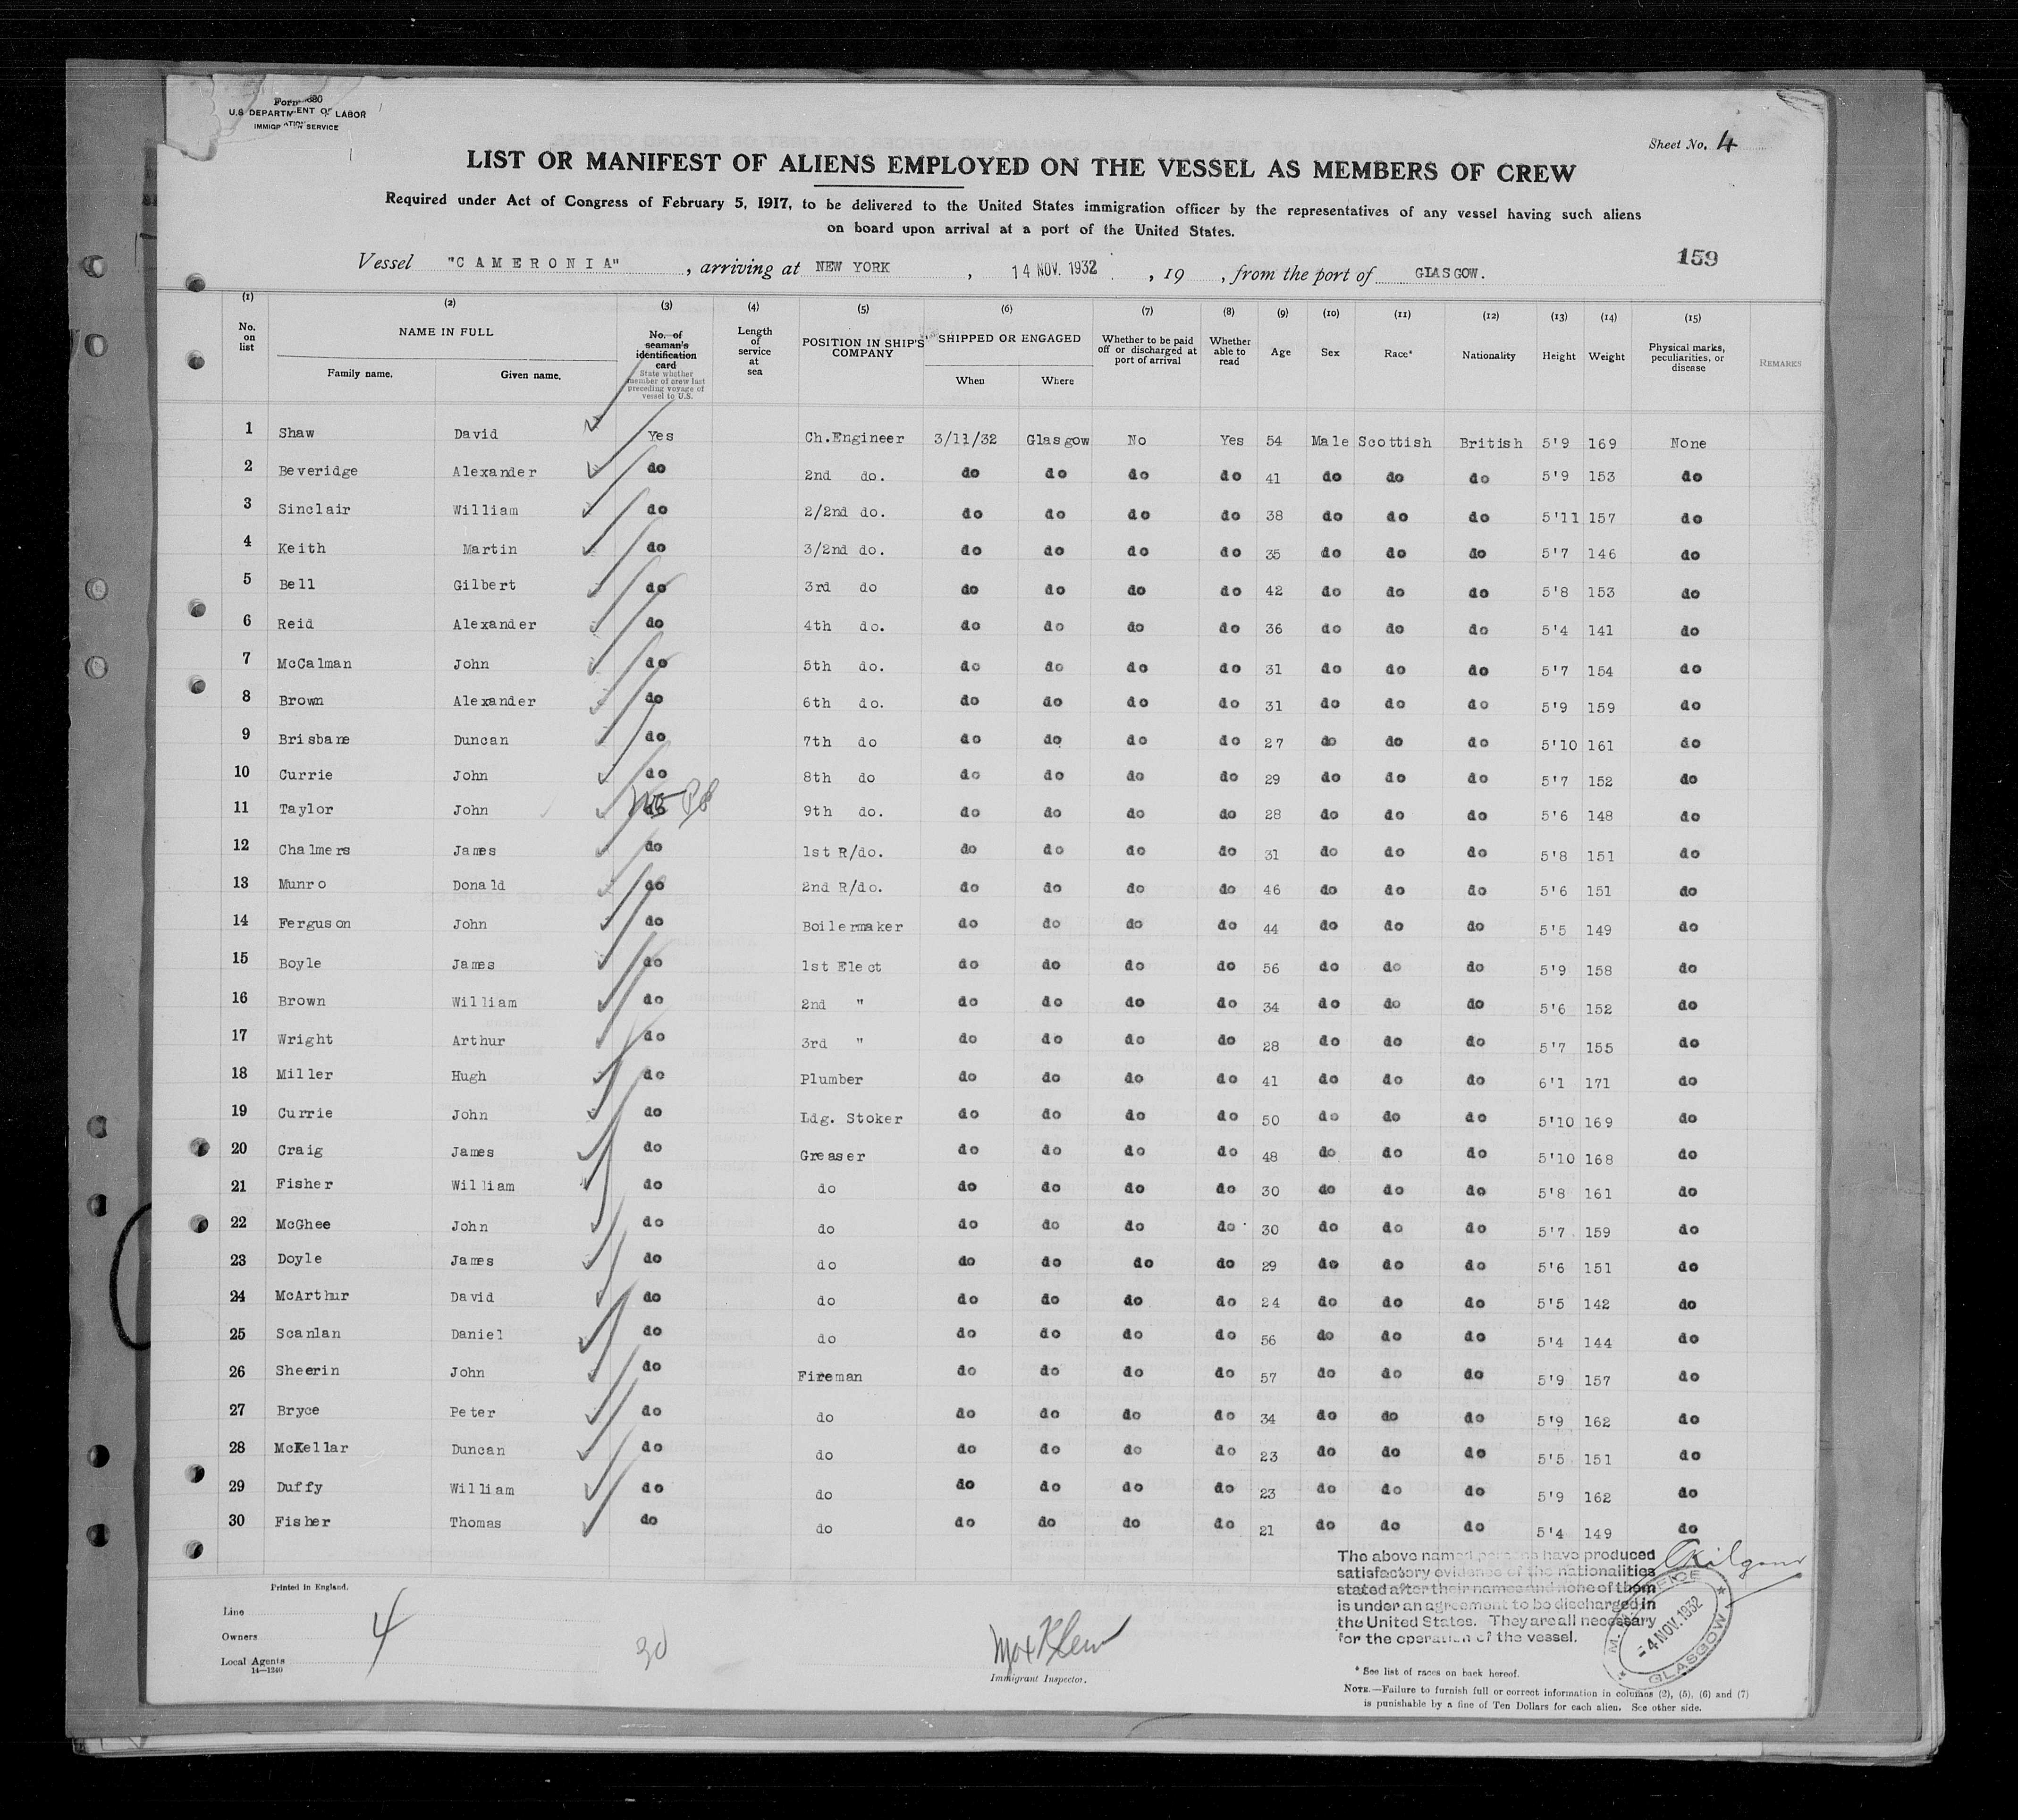 Form 680
U.S DEPARTMENT OF LABOR
IMMIGRATION SERVICE
Sheet No. 4
LIST OR MANIFEST OF ALIENS EMPLOYED ON THE VESSEL AS MEMBERS OF CREW
Required under Act of Congress of February 5, 1917, to be delivered to the United States immigration officer by the representatives of any vessel having such aliens
on board upon arrival at a port of the United States.
159
Vessel "CAMERONIA", arriving at NEW YORK, 14 NOV. 1932, 19 , from the port of GLASGOW.
(1) (2) (3) (4) (5) (6) (7) (8) (9) (10) (11) (12) (13) (14) (15)
No. on list NAME IN FULL Family name. Given name. No. of seaman's identification card State whether member of crew last preceding voyage of vessel to U.S. Length of service at sea POSITION IN SHIP'S COMPANY SHIPPED OR ENGAGED When Where Whether to be paid off or discharged at port of arrival Whether able to read Age Sex Race* Nationality Height Weight Physical marks, peculiarities, or disease REMARKS
1 Shaw David Yes Ch.Engineer 3/11/32 Glasgow No Yes 54 Male Scottish British 5'9 169 None
2 Beveridge Alexander do 2nd do. do do do do 41 do do do 5'9 153 do
3 Sinclair William do 2/2nd do. do do do do 38 do do do 5'11 157 do
4 Keith Martin do 3/2nd do. do do do do 35 do do do 5'7 146 do
5 Bell Gilbert do 3rd do do do do do 42 do do do 5'8 153 do
6 Reid Alexander do 4th do. do do do do 36 do do do 5'4 141 do
7 McCalman John do 5th do. do do do do 31 do do do 5'7 154 do
8 Brown Alexander do 6th do. do do do do 31 do do do 5'9 159 do
9 Brisbane Duncan do 7th do do do do do 27 do do do 5'10 161 do
10 Currie John do 8th do do do do do 29 do do do 5'7 152 do
11 Taylor John do No 9th do. do do do do 28 do do do 5'6 148 do
12 Chalmers James do 1st R/do. do do do do 31 do do do 5'8 151 do
13 Munro Donald do 2nd R/do. do do do do 46 do do do 5'6 151 do
14 Ferguson John do Boilermaker do do do do 44 do do do 5'5 149 do
15 Boyle James do 1st Elect do do do do 56 do do do 5'9 158 do
16 Brown William do 2nd " do do do do 34 do do do 5'6 152 do
17 Wright Arthur do 3rd " do do do do 28 do do do 5'7 155 do
18 Miller Hugh do Plumber do do do do 41 do do do 6'1 171 do
19 Currie John do Ldg. Stoker do do do do 50 do do do 5'10 169 do
20 Craig James do Greaser do do do do 48 do do do 5'10 168 do
21 Fisher William do do do do do do 30 do do do 5'8 161 do
22 McGhee John do do do do do do 30 do do do 5'7 159 do
23 Doyle James do do do do do do 29 do do do 5'6 151 do
24 McArthur David do do do do do do 24 do do do 5'5 142 do
25 Scanlan Daniel do do do do do do 56 do do do 5'4 144 do
26 Sheerin John do Fireman do do do do 57 do do do 5'9 157 do
27 Bryce Peter do do do do do do 34 do do do 5'9 162 do
28 McKellar Duncan do do do do do do 23 do do do 5'5 151 do
29 Duffy William do do do do do do 23 do do do 5'9 162 do
30 Fisher Thomas do do do do do do 21 do do do 5'4 149 do
Printed in England.
Line
Owners
Local Agents
14—1240
4
30
Max Klein
Immigrant Inspector.
The above named persons have produced
satisfactory evidence of the nationalities
stated after their names and none of them
is under an agreement to be discharged in
the United States. They are all necessary
for the operation of the vessel.
Kilgour
OFFICE
-4 NOV. 1932
GLASGOW
* See list of races on back hereof.
NOTE.—Failure to furnish full or correct information in columns (2), (5), (6) and (7)
is punishable by a fine of Ten Dollars for each alien. See other side.